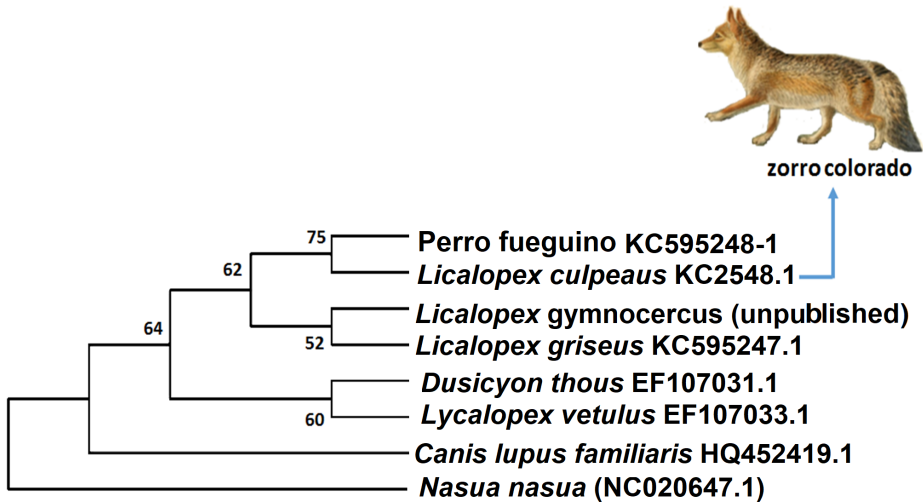 zorro colorado
75
Perro fueguino KC595248-1
Licalopex culpeaus KC2548.1
62
Licalopex gymnocercus (unpublished)
64
52
Licalopex griseus KC595247.1
Dusicyon thous EF107031.1
60
Lycalopex vetulus EF107033.1
Canis lupus familiaris HQ452419.1
Nasua nasua (NC020647.1)